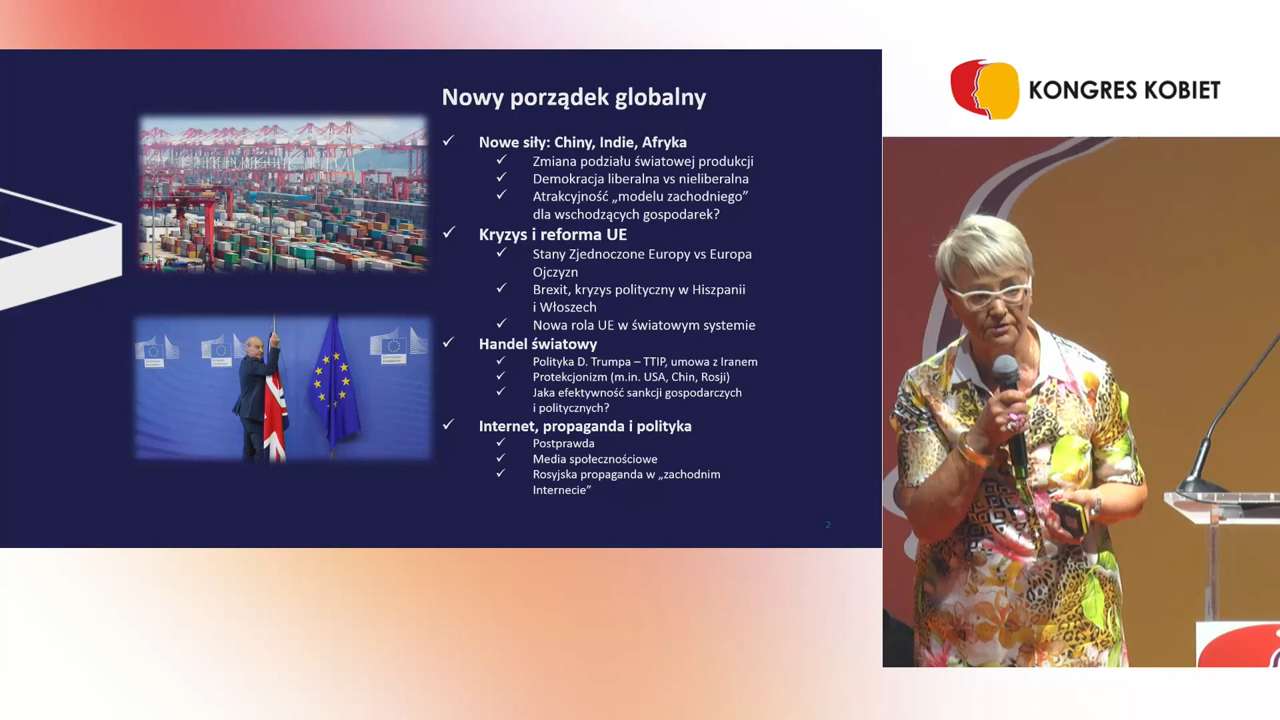 KONGRES KOBIET
Nowy porządek globalny
✓ Nowe siły: Chiny, Indie, Afryka
✓ Zmiana podziału światowej produkcji
✓ Demokracja liberalna vs nieliberalna
✓ Atrakcyjność „modelu zachodniego”
dla wschodzących gospodarek?
✓ Kryzys i reforma UE
✓ Stany Zjednoczone Europy vs Europa
Ojczyzn
✓ Brexit, kryzys polityczny w Hiszpanii
i Włoszech
✓ Nowa rola UE w światowym systemie
✓ Handel światowy
✓ Polityka D. Trumpa – TTIP, umowa z Iranem
✓ Protekcjonizm (m.in. USA, Chin, Rosji)
✓ Jaka efektywność sankcji gospodarczych
i politycznych?
✓ Internet, propaganda i polityka
✓ Postprawda
✓ Media społecznościowe
✓ Rosyjska propaganda w „zachodnim
Internecie”
2